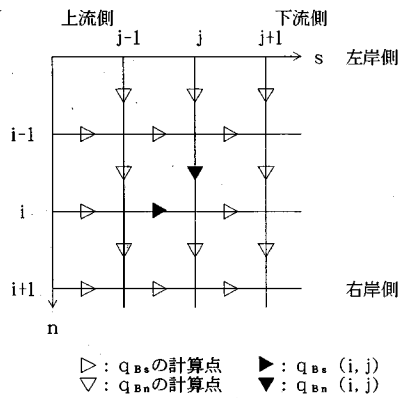 上流側 下流側
j-1 j j+1
s 左岸側
i-1
i
i+1 右岸側
n
▷: qBsの計算点 ▶: qBs (i, j)
▽: qBnの計算点 ▼: qBn (i, j)